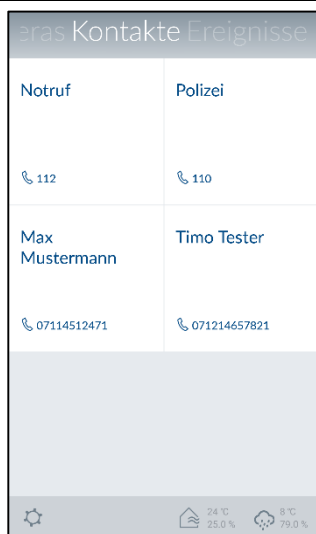 eras Kontakte Ereignisse
Notruf
Polizei
112
110
Max
Mustermann
Timo Tester
07114512471
071214657821
24 °C
25.0 %
8 °C
79.0 %